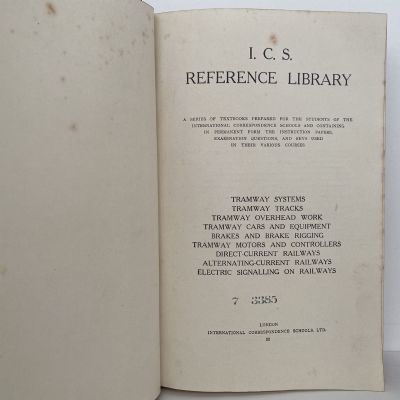 I. C. S.
REFERENCE LIBRARY
A SERIES OF TEXTBOOKS PREPARED FOR THE STUDENTS OF THE
INTERNATIONAL CORRESPONDENCE SCHOOLS AND CONTAINING
IN PERMANENT FORM THE INSTRUCTION PAPERS,
EXAMINATION QUESTIONS, AND KEYS USED
IN THEIR VARIOUS COURSES
TRAMWAY SYSTEMS
TRAMWAY TRACKS
TRAMWAY OVERHEAD WORK
TRAMWAY CARS AND EQUIPMENT
BRAKES AND BRAKE RIGGING
TRAMWAY MOTORS AND CONTROLLERS
DIRECT-CURRENT RAILWAYS
ALTERNATING-CURRENT RAILWAYS
ELECTRIC SIGNALLING ON RAILWAYS
7 3385
LONDON
INTERNATIONAL CORRESPONDENCE SCHOOLS, LTD.